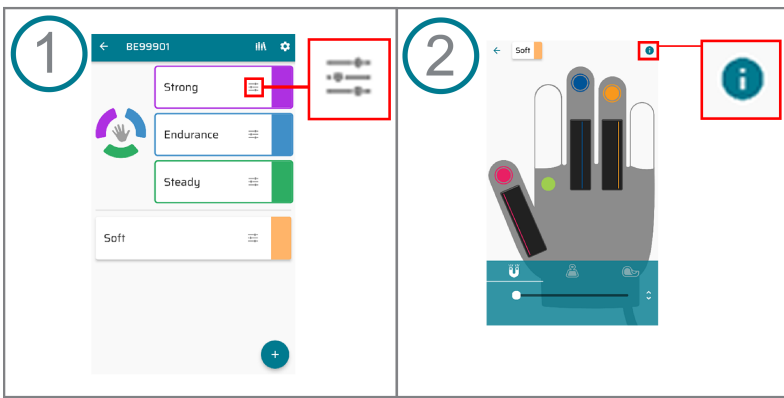 1
BE99901
Strong
Endurance
Steady
Soft
+
2
Soft
i
i